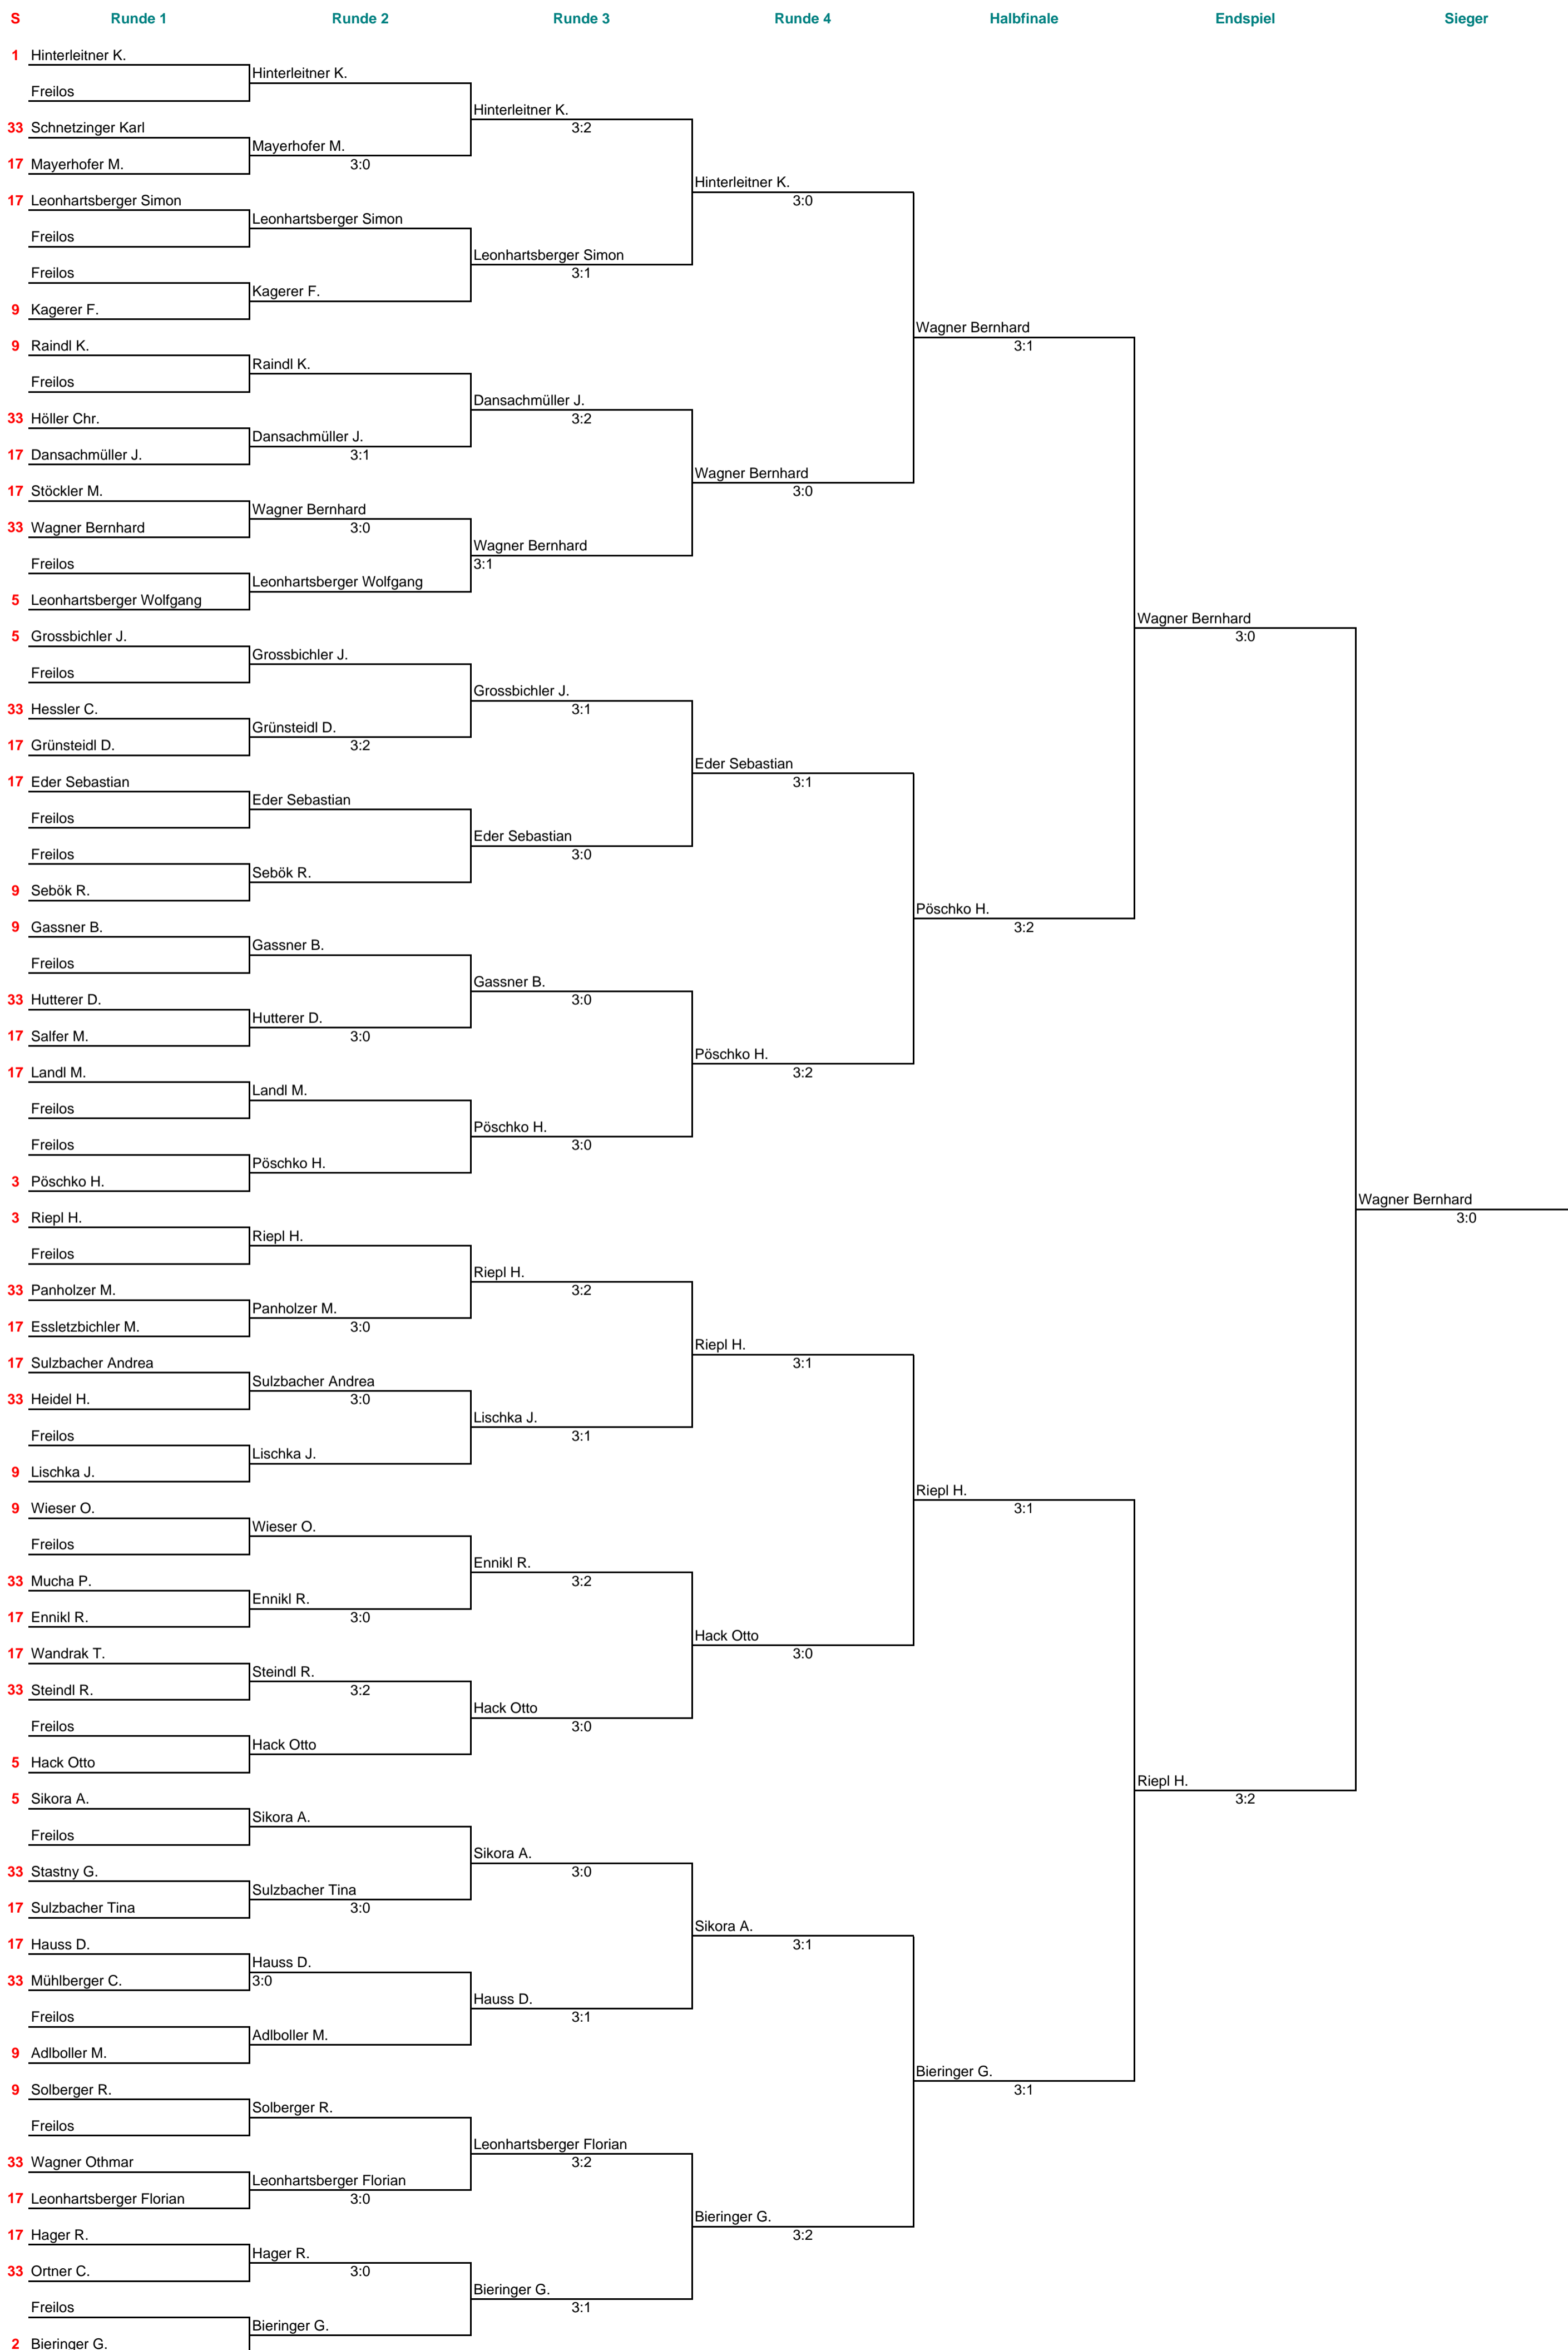 S Runde 1 Runde 2 Runde 3 Runde 4 Halbfinale Endspiel Sieger
1 Hinterleitner K.
Hinterleitner K.
Freilos
Hinterleitner K.
3:2
33 Schnetzinger Karl
Mayerhofer M.
3:0
17 Mayerhofer M.
Hinterleitner K.
3:0
17 Leonhartsberger Simon
Leonhartsberger Simon
Freilos
Leonhartsberger Simon
3:1
Freilos
Kagerer F.
9 Kagerer F.
Wagner Bernhard
3:1
9 Raindl K.
Raindl K.
Freilos
Dansachmüller J.
3:2
33 Höller Chr.
Dansachmüller J.
3:1
17 Dansachmüller J.
Wagner Bernhard
3:0
17 Stöckler M.
Wagner Bernhard
3:0
33 Wagner Bernhard
Wagner Bernhard
3:1
Freilos
Leonhartsberger Wolfgang
5 Leonhartsberger Wolfgang
Wagner Bernhard
3:0
5 Grossbichler J.
Grossbichler J.
Freilos
Grossbichler J.
3:1
33 Hessler C.
Grünsteidl D.
3:2
17 Grünsteidl D.
Eder Sebastian
3:1
17 Eder Sebastian
Eder Sebastian
Freilos
Eder Sebastian
3:0
Freilos
Sebök R.
9 Sebök R.
Pöschko H.
3:2
9 Gassner B.
Gassner B.
Freilos
Gassner B.
3:0
33 Hutterer D.
Hutterer D.
3:0
17 Salfer M.
Pöschko H.
3:2
17 Landl M.
Landl M.
Freilos
Pöschko H.
3:0
Freilos
Pöschko H.
3 Pöschko H.
Wagner Bernhard
3:0
3 Riepl H.
Riepl H.
Freilos
Riepl H.
3:2
33 Panholzer M.
Panholzer M.
3:0
17 Essletzbichler M.
Riepl H.
3:1
17 Sulzbacher Andrea
Sulzbacher Andrea
3:0
33 Heidel H.
Lischka J.
3:1
Freilos
Lischka J.
9 Lischka J.
Riepl H.
3:1
9 Wieser O.
Wieser O.
Freilos
Ennikl R.
3:2
33 Mucha P.
Ennikl R.
3:0
17 Ennikl R.
Hack Otto
3:0
17 Wandrak T.
Steindl R.
3:2
33 Steindl R.
Hack Otto
3:0
Freilos
Hack Otto
5 Hack Otto
Riepl H.
3:2
5 Sikora A.
Sikora A.
Freilos
Sikora A.
3:0
33 Stastny G.
Sulzbacher Tina
3:0
17 Sulzbacher Tina
Sikora A.
3:1
17 Hauss D.
Hauss D.
3:0
33 Mühlberger C.
Hauss D.
3:1
Freilos
Adlboller M.
9 Adlboller M.
Bieringer G.
3:1
9 Solberger R.
Solberger R.
Freilos
Leonhartsberger Florian
3:2
33 Wagner Othmar
Leonhartsberger Florian
3:0
17 Leonhartsberger Florian
Bieringer G.
3:2
17 Hager R.
Hager R.
3:0
33 Ortner C.
Bieringer G.
3:1
Freilos
Bieringer G.
2 Bieringer G.